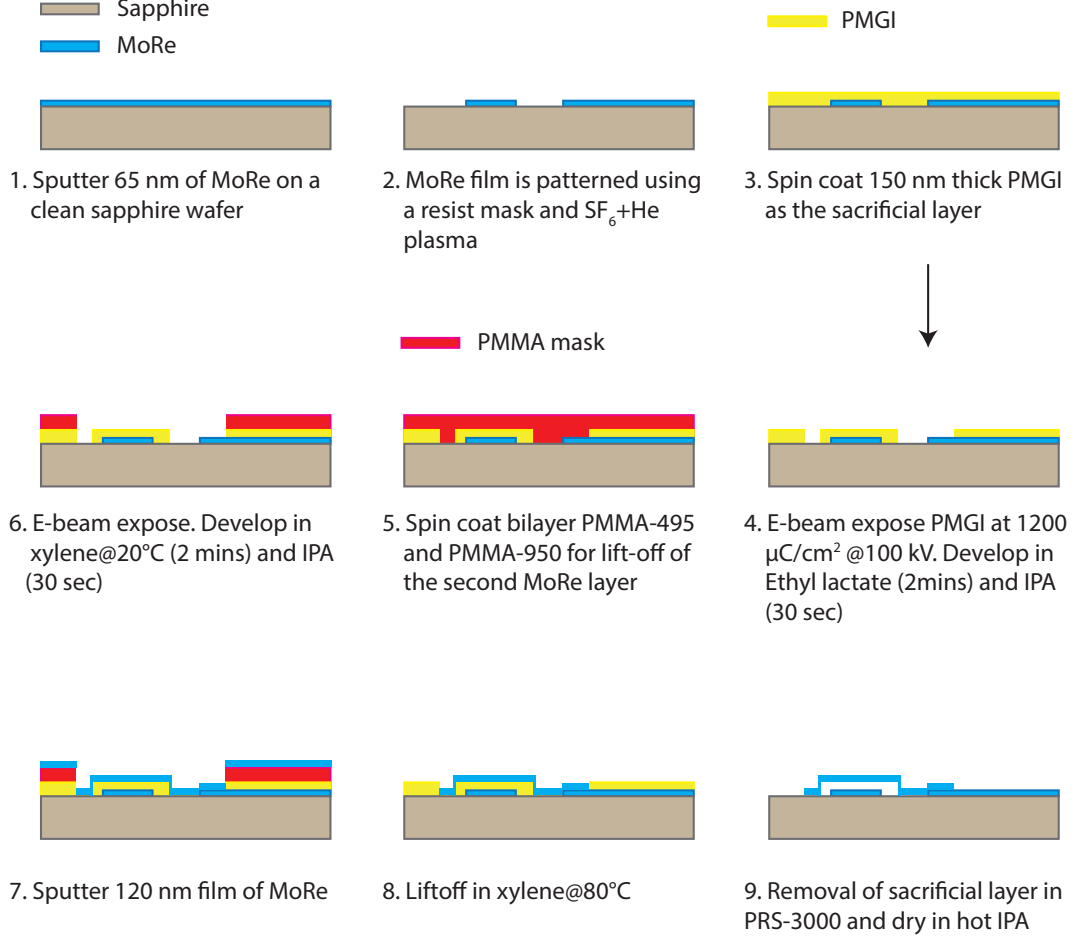 Sapphire
MoRe
PMGI
1. Sputter 65 nm of MoRe on a
clean sapphire wafer
2. MoRe film is patterned using
a resist mask and SF₆+He
plasma
3. Spin coat 150 nm thick PMGI
as the sacrificial layer
PMMA mask
6. E-beam expose. Develop in
xylene@20°C (2 mins) and IPA
(30 sec)
5. Spin coat bilayer PMMA-495
and PMMA-950 for lift-off of
the second MoRe layer
4. E-beam expose PMGI at 1200
μC/cm² @100 kV. Develop in
Ethyl lactate (2mins) and IPA
(30 sec)
7. Sputter 120 nm film of MoRe
8. Liftoff in xylene@80°C
9. Removal of sacrificial layer in
PRS-3000 and dry in hot IPA